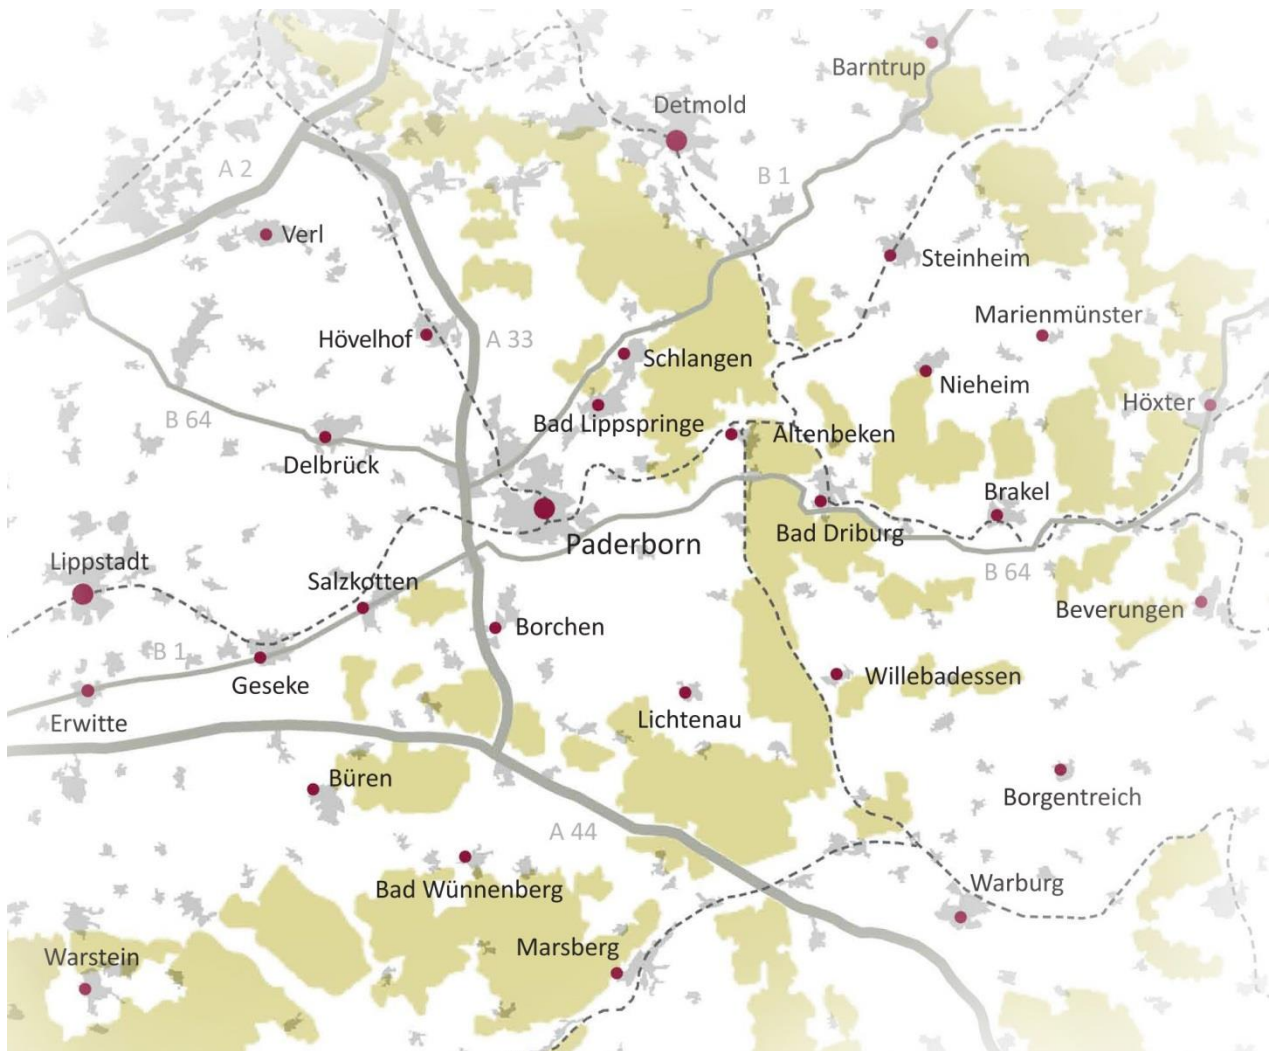 Barntrup
Detmold
A 2
B 1
Verl
Steinheim
Marienmünster
Hövelhof
A 33
Schlangen
Nieheim
Höxter
B 64
Bad Lippspringe
Altenbeken
Delbrück
Brakel
Bad Driburg
Paderborn
Lippstadt
B 64
Salzkotten
Beverungen
Borchen
B 1
Geseke
Willebadessen
Erwitte
Lichtenau
Büren
Borgentreich
A 44
Bad Wünnenberg
Warburg
Marsberg
Warstein